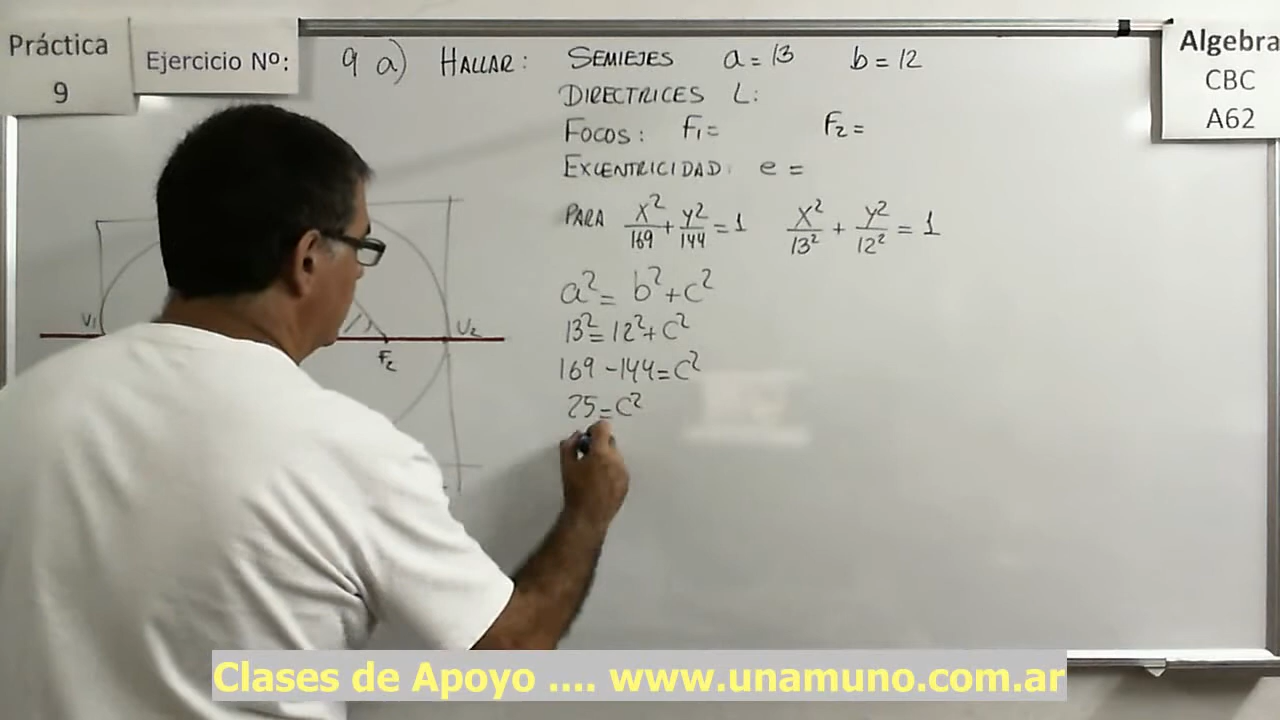 Práctica
9
Ejercicio Nº:
9 a) HALLAR: SEMIEJES a = 13 b = 12
DIRECTRICES L:
FOCOS: F₁= F₂=
EXCENTRICIDAD: e =
PARA x²/169 + y²/144 = 1 x²/13² + y²/12² = 1
a² = b² + c²
13² = 12² + c²
169 - 144 = c²
25 = c²
V₁
V₂
F₂
Algebra
CBC
A62
Clases de Apoyo .... www.unamuno.com.ar